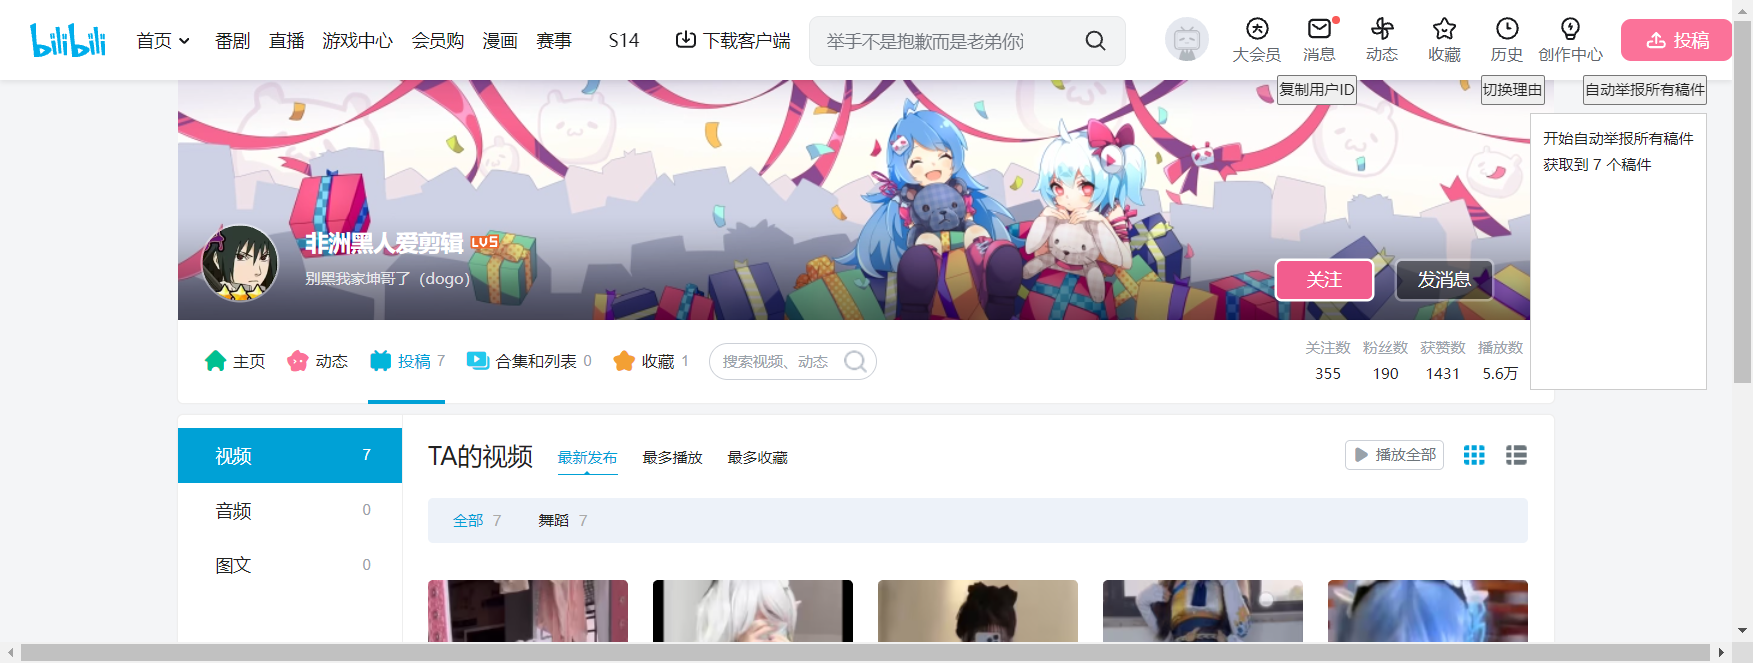 bilibili
首页 番剧 直播 游戏中心 会员购 漫画 赛事 S14 下载客户端
举手不是抱歉而是老弟你
大会员 消息 动态 收藏 历史 创作中心 投稿
复制用户ID 切换理由 自动举报所有稿件
开始自动举报所有稿件
获取到 7 个稿件
非洲黑人爱剪辑 LV5
别黑我家坤哥了（dogo）
关注 发消息
主页 动态 投稿 7 合集和列表 0 收藏 1 搜索视频、动态
关注数 粉丝数 获赞数 播放数
355 190 1431 5.6万
视频 7
音频 0
图文 0
TA的视频 最新发布 最多播放 最多收藏 播放全部
全部 7 舞蹈 7